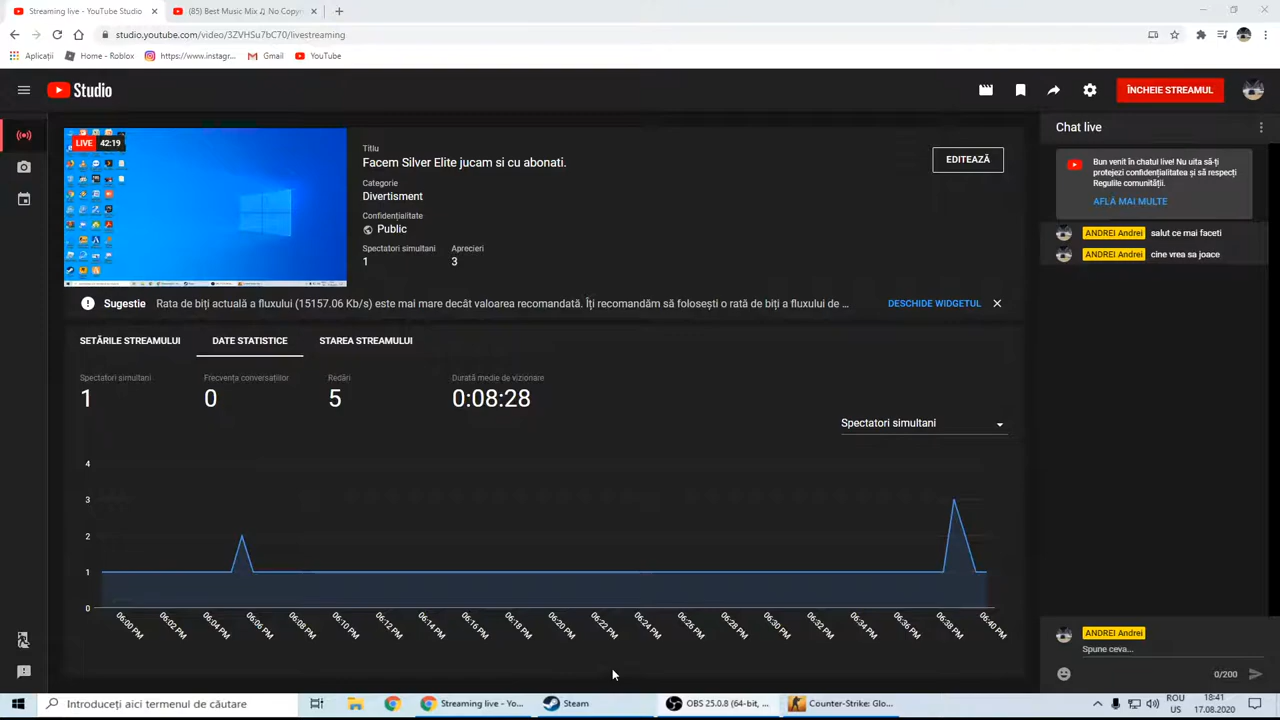 Streaming live - YouTube Studio
(85) Best Music Mix ♫ No Copyr
studio.youtube.com/video/3ZVHSu7bC70/livestreaming
Aplicații
Home - Roblox
https://www.instagr...
Gmail
YouTube
Studio
ÎNCHEIE STREAMUL
LIVE 42:19
Titlu
Facem Silver Elite jucam si cu abonati.
EDITEAZĂ
Categorie
Divertisment
Confidențialitate
Public
Spectatori simultani
Aprecieri
1
3
Sugestie Rata de biți actuală a fluxului (15157.06 Kb/s) este mai mare decât valoarea recomandată. Îți recomandăm să folosești o rată de biți a fluxului de ...
DESCHIDE WIDGETUL
SETĂRILE STREAMULUI
DATE STATISTICE
STAREA STREAMULUI
Spectatori simultani
Frecvența conversațiilor
Redări
Durată medie de vizionare
1
0
5
0:08:28
Spectatori simultani
4
3
2
1
0
06:00 PM
06:02 PM
06:04 PM
06:06 PM
06:08 PM
06:10 PM
06:12 PM
06:14 PM
06:16 PM
06:18 PM
06:20 PM
06:22 PM
06:24 PM
06:26 PM
06:28 PM
06:30 PM
06:32 PM
06:34 PM
06:36 PM
06:38 PM
06:40 PM
Chat live
Bun venit în chatul live! Nu uita să-ți
protejezi confidențialitatea și să respecți
Regulile comunității.
AFLĂ MAI MULTE
ANDREI Andrei salut ce mai faceti
ANDREI Andrei cine vrea sa joace
ANDREI Andrei
Spune ceva...
0/200
Introduceți aici termenul de căutare
Streaming live - Yo...
Steam
OBS 25.0.8 (64-bit, ...
Counter-Strike: Glo...
ROU
US
18:41
17.08.2020